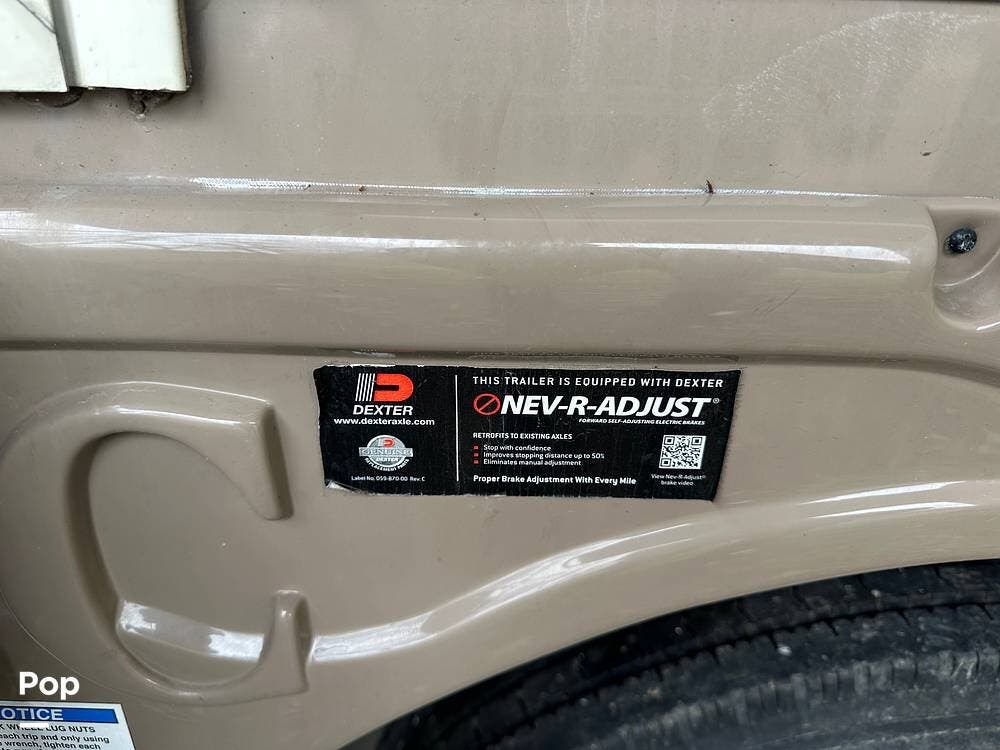 DEXTER
www.dexteraxle.com
GENUINE
DEXTER
REPLACEMENT PARTS
Label No. 059-870-00 Rev. C
THIS TRAILER IS EQUIPPED WITH DEXTER
NEV-R-ADJUST®
FORWARD SELF-ADJUSTING ELECTRIC BRAKES
RETROFITS TO EXISTING AXLES
Stop with confidence
Improves stopping distance up to 50%
Eliminates manual adjustment
Proper Brake Adjustment With Every Mile
View Nev-R-Adjust®
brake video
C
Pop
OTICE
WHEEL LUG NUTS
each trip and only using
wrench, tighten each